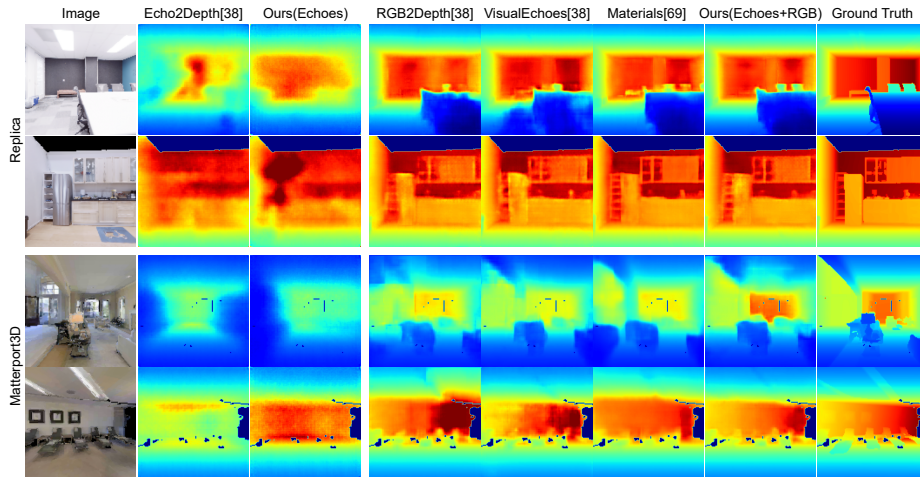 Image Echo2Depth[38] Ours(Echoes) RGB2Depth[38] VisualEchoes[38] Materials[69] Ours(Echoes+RGB) Ground Truth
Replica
Matterport3D